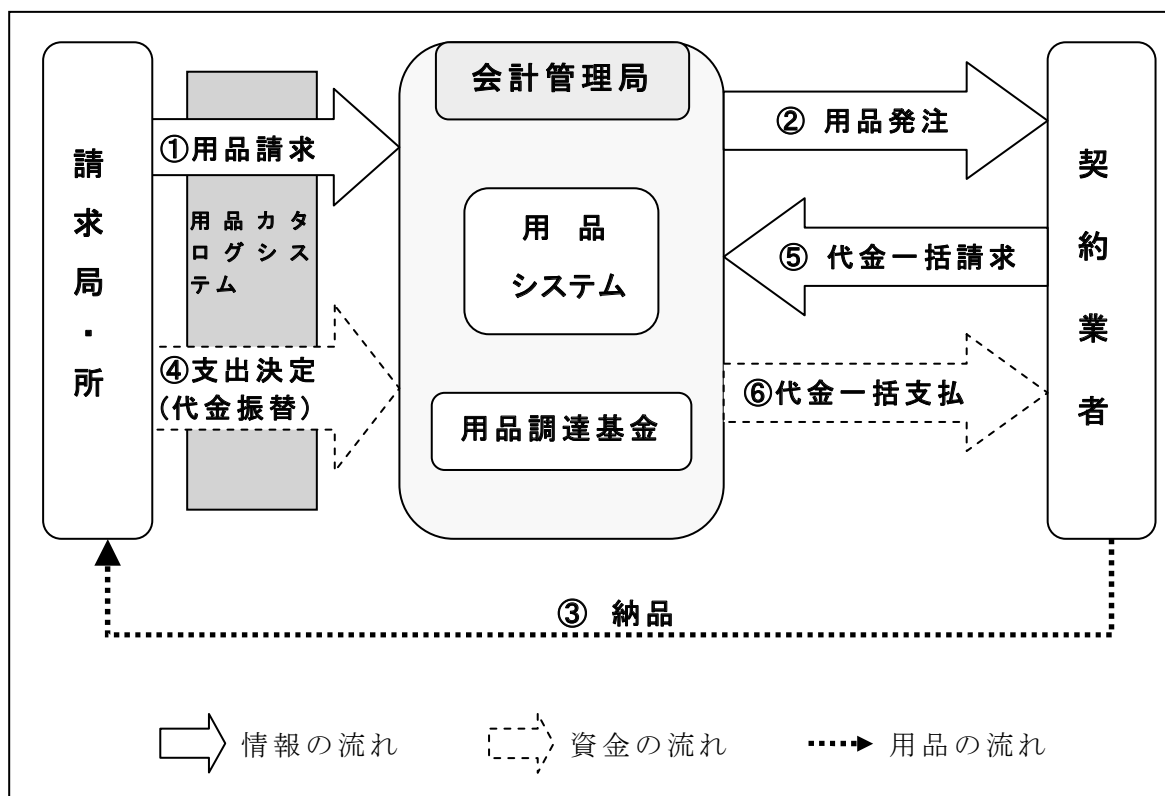 会計管理局
請求局・所
①用品請求
用品カタ
ログシス
テム
④支出決定
(代金振替)
用品
システム
用品調達基金
② 用品発注
⑤ 代金一括請求
⑥代金一括支払
契約業者
③ 納品
情報の流れ
資金の流れ
用品の流れ